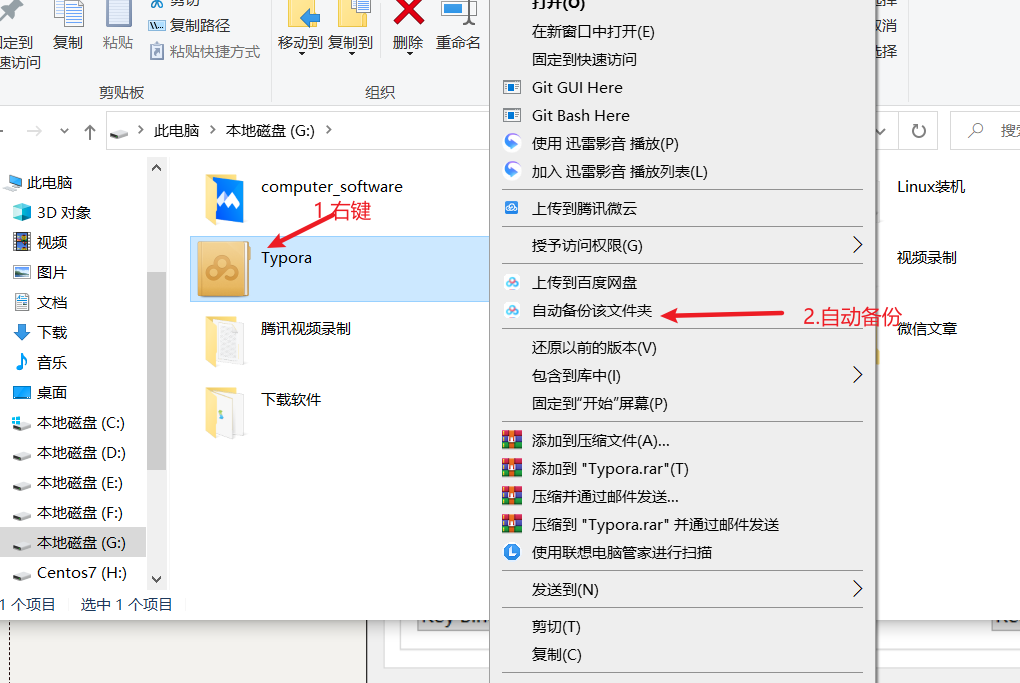 剪切
复制路径
粘贴快捷方式
固定到
快速访问
复制
粘贴
移动到
复制到
删除
重命名
剪贴板
组织
选择
取消
选择
此电脑
本地磁盘 (G:)
搜索
此电脑
3D 对象
视频
图片
文档
下载
音乐
桌面
本地磁盘 (C:)
本地磁盘 (D:)
本地磁盘 (E:)
本地磁盘 (F:)
本地磁盘 (G:)
Centos7 (H:)
computer_software
1 右键
Typora
腾讯视频录制
下载软件
Linux装机
视频录制
微信文章
打开(O)
在新窗口中打开(E)
固定到快速访问
Git GUI Here
Git Bash Here
使用 迅雷影音 播放(P)
加入 迅雷影音 播放列表(L)
上传到腾讯微云
授予访问权限(G)
上传到百度网盘
自动备份该文件夹
2.自动备份
还原以前的版本(V)
包含到库中(I)
固定到"开始"屏幕(P)
添加到压缩文件(A)...
添加到 "Typora.rar"(T)
压缩并通过邮件发送...
压缩到 "Typora.rar" 并通过邮件发送
使用联想电脑管家进行扫描
发送到(N)
剪切(T)
复制(C)
1 个项目
选中 1 个项目